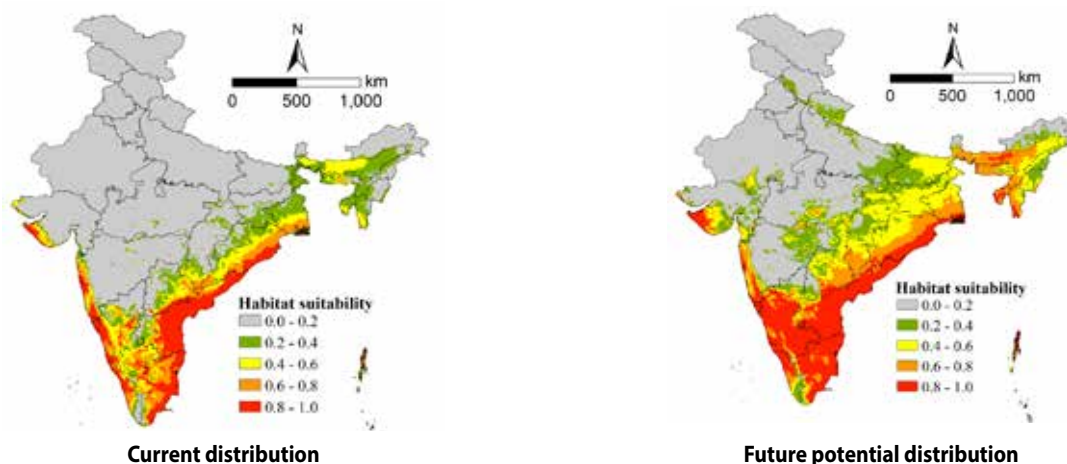 N
km
0 500 1,000
Habitat suitability
0.0 - 0.2
0.2 - 0.4
0.4 - 0.6
0.6 - 0.8
0.8 - 1.0
Current distribution
N
km
0 500 1,000
Habitat suitability
0.0 - 0.2
0.2 - 0.4
0.4 - 0.6
0.6 - 0.8
0.8 - 1.0
Future potential distribution